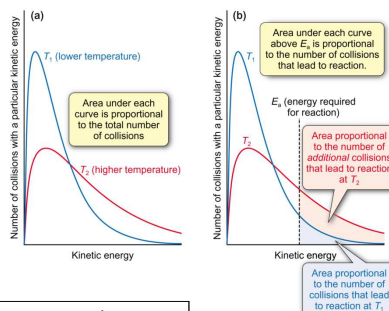 (a)
Number of collisions with a particular kinetic energy
T₁ (lower temperature)
Area under each
curve is proportional
to the total number
of collisions
T₂ (higher temperature)
Kinetic energy
(b)
Number of collisions with a particular kinetic energy
Area under each curve
above Eₐ is proportional
to the number of collisions
that lead to reaction.
T₁
Eₐ (energy required
for reaction)
T₂
Area proportional
to the number of
additional collisions
that lead to reaction
at T₂
Kinetic energy
Area proportional
to the number of
collisions that lead
to reaction at T₁